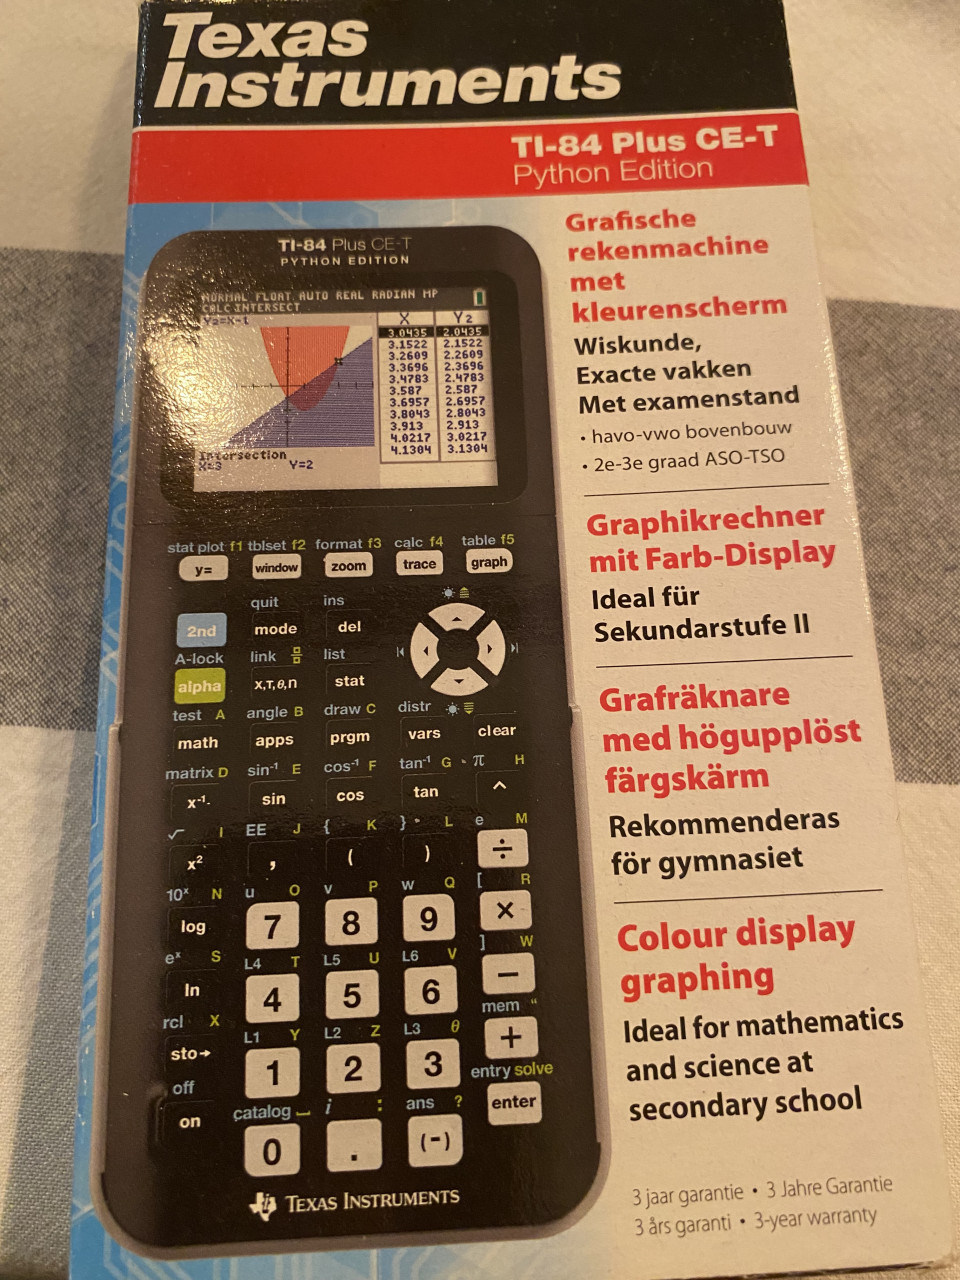 Texas
Instruments
TI-84 Plus CE-T
Python Edition
TI-84 Plus CE-T
PYTHON EDITION
NORMAL FLOAT AUTO REAL RADIAN MP
CALC INTERSECT
Y2=X-1
X Y2
3.0435 2.0435
3.1522 2.1522
3.2609 2.2609
3.3696 2.3696
3.4783 2.4783
3.587 2.587
3.6957 2.6957
3.8043 2.8043
3.913 2.913
4.0217 3.0217
4.1304 3.1304
Intersection
X=3 Y=2
stat plot f1 tblset f2 format f3 calc f4 table f5
y= window zoom trace graph
quit ins
2nd mode del
A-lock link list
alpha X,T,θ,n stat
test A angle B draw C distr
math apps prgm vars clear
matrix D sin⁻¹ E cos⁻¹ F tan⁻¹ G π H
x⁻¹ sin cos tan ^
√ I EE J { K } L e M
x² , ( ) ÷
10ˣ N u O v P w Q [ R
log 7 8 9 ×
eˣ S L4 T L5 U L6 V ] W
ln 4 5 6 −
rcl X L1 Y L2 Z L3 θ mem "
sto→ 1 2 3 +
off catalog i : ans ? entry solve
on 0 . (-) enter
TEXAS INSTRUMENTS
Grafische
rekenmachine
met
kleurenscherm
Wiskunde,
Exacte vakken
Met examenstand
• havo-vwo bovenbouw
• 2e-3e graad ASO-TSO
Graphikrechner
mit Farb-Display
Ideal für
Sekundarstufe II
Grafräknare
med högupplöst
färgskärm
Rekommenderas
för gymnasiet
Colour display
graphing
Ideal for mathematics
and science at
secondary school
3 jaar garantie • 3 Jahre Garantie
3 års garanti • 3-year warranty